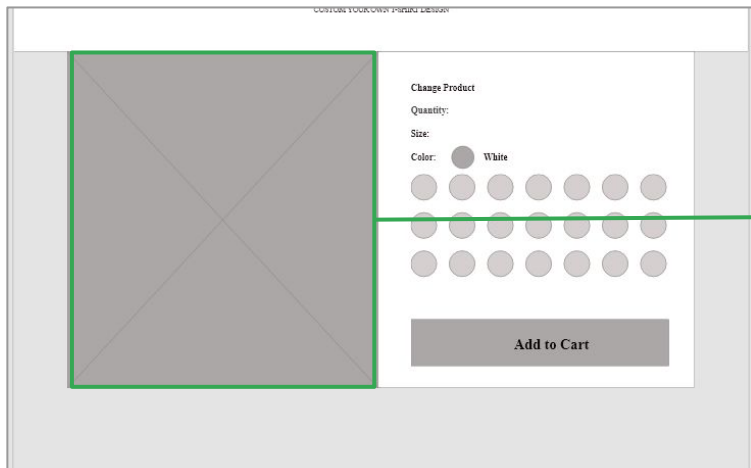 CUSTOM YOUR OWN T-SHIRT DESIGN
Change Product
Quantity:
Size:
Color: White
Add to Cart